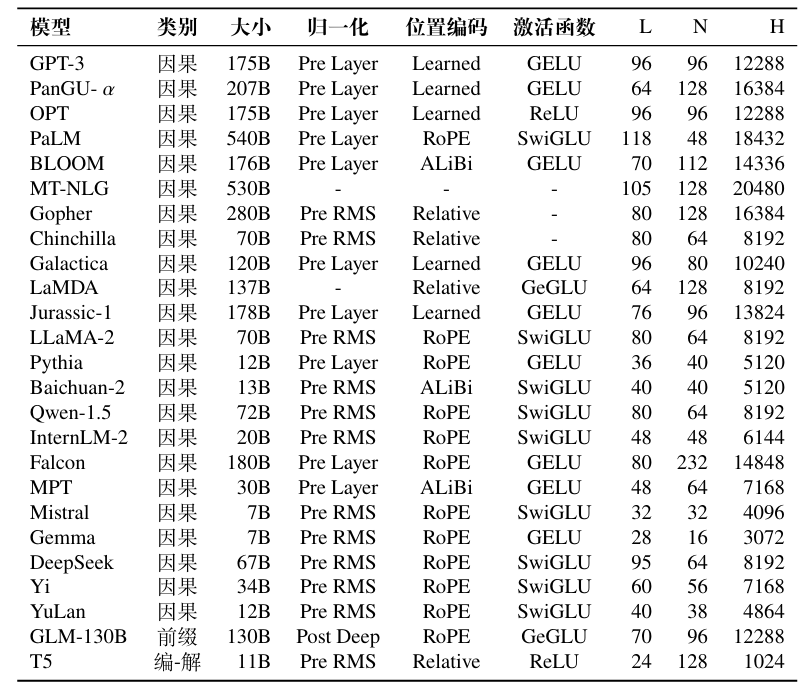 模型 类别 大小 归一化 位置编码 激活函数 L N H
GPT-3 因果 175B Pre Layer Learned GELU 96 96 12288
PanGU- α 因果 207B Pre Layer Learned GELU 64 128 16384
OPT 因果 175B Pre Layer Learned ReLU 96 96 12288
PaLM 因果 540B Pre Layer RoPE SwiGLU 118 48 18432
BLOOM 因果 176B Pre Layer ALiBi GELU 70 112 14336
MT-NLG 因果 530B - - - 105 128 20480
Gopher 因果 280B Pre RMS Relative - 80 128 16384
Chinchilla 因果 70B Pre RMS Relative - 80 64 8192
Galactica 因果 120B Pre Layer Learned GELU 96 80 10240
LaMDA 因果 137B - Relative GeGLU 64 128 8192
Jurassic-1 因果 178B Pre Layer Learned GELU 76 96 13824
LLaMA-2 因果 70B Pre RMS RoPE SwiGLU 80 64 8192
Pythia 因果 12B Pre Layer RoPE GELU 36 40 5120
Baichuan-2 因果 13B Pre RMS ALiBi SwiGLU 40 40 5120
Qwen-1.5 因果 72B Pre RMS RoPE SwiGLU 80 64 8192
InternLM-2 因果 20B Pre RMS RoPE SwiGLU 48 48 6144
Falcon 因果 180B Pre Layer RoPE GELU 80 232 14848
MPT 因果 30B Pre Layer ALiBi GELU 48 64 7168
Mistral 因果 7B Pre RMS RoPE SwiGLU 32 32 4096
Gemma 因果 7B Pre RMS RoPE GELU 28 16 3072
DeepSeek 因果 67B Pre RMS RoPE SwiGLU 95 64 8192
Yi 因果 34B Pre RMS RoPE SwiGLU 60 56 7168
YuLan 因果 12B Pre RMS RoPE SwiGLU 40 38 4864
GLM-130B 前缀 130B Post Deep RoPE GeGLU 70 96 12288
T5 编-解 11B Pre RMS Relative ReLU 24 128 1024